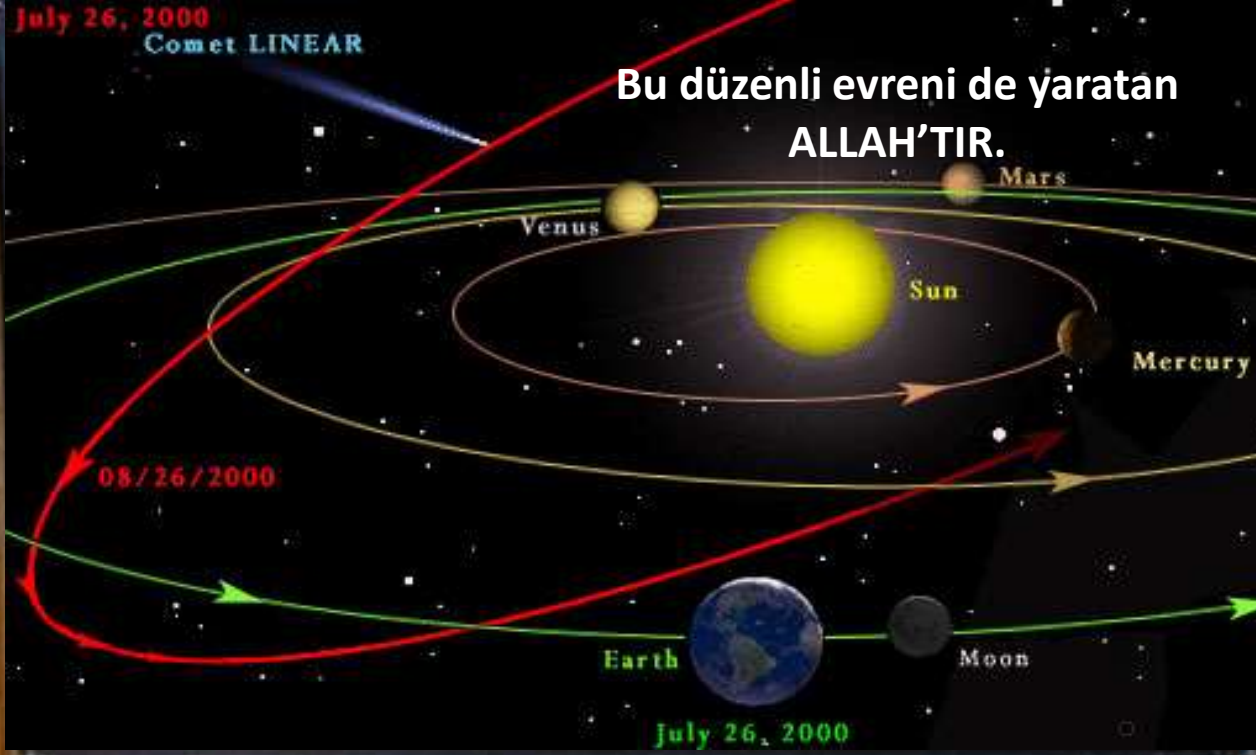 July 26, 2000
Comet LINEAR
Bu düzenli evreni de yaratan
ALLAH’TIR.
Mars
Venus
Sun
Mercury
08/26/2000
Earth
Moon
July 26, 2000